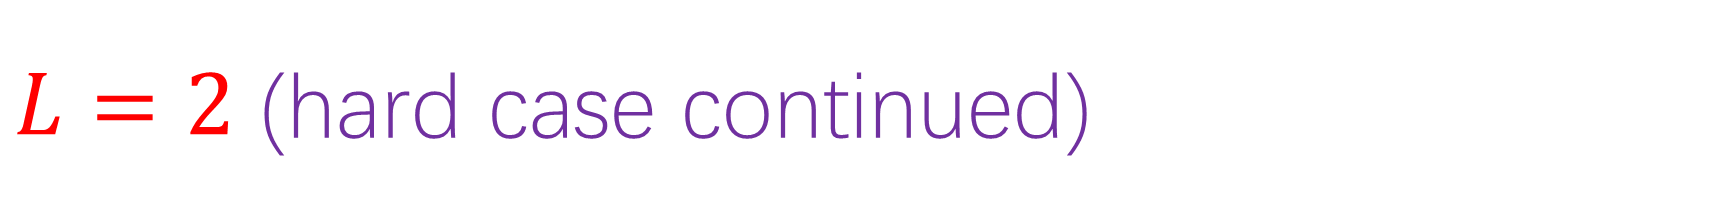 L = 2 (hard case continued)